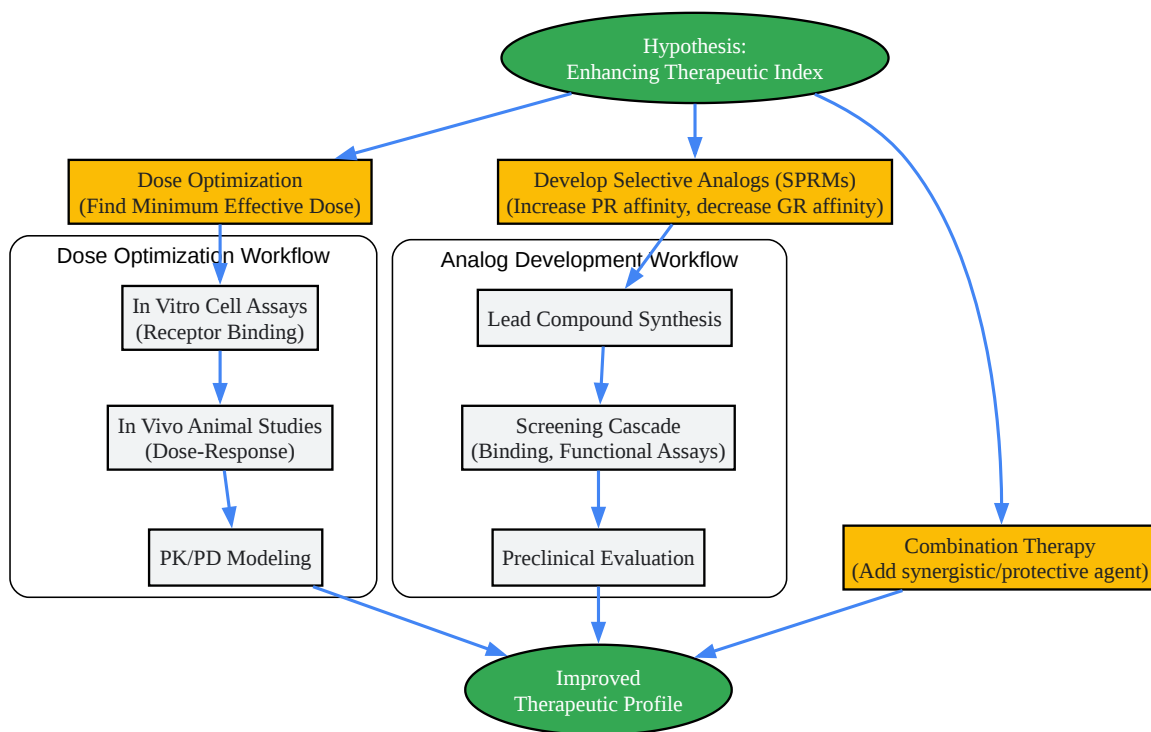 Hypothesis:
Enhancing Therapeutic Index
Dose Optimization
(Find Minimum Effective Dose)
Develop Selective Analogs (SPRMs)
(Increase PR affinity, decrease GR affinity)
Dose Optimization Workflow
Analog Development Workflow
In Vitro Cell Assays
(Receptor Binding)
Lead Compound Synthesis
In Vivo Animal Studies
(Dose-Response)
Screening Cascade
(Binding, Functional Assays)
PK/PD Modeling
Preclinical Evaluation
Combination Therapy
(Add synergistic/protective agent)
Improved
Therapeutic Profile